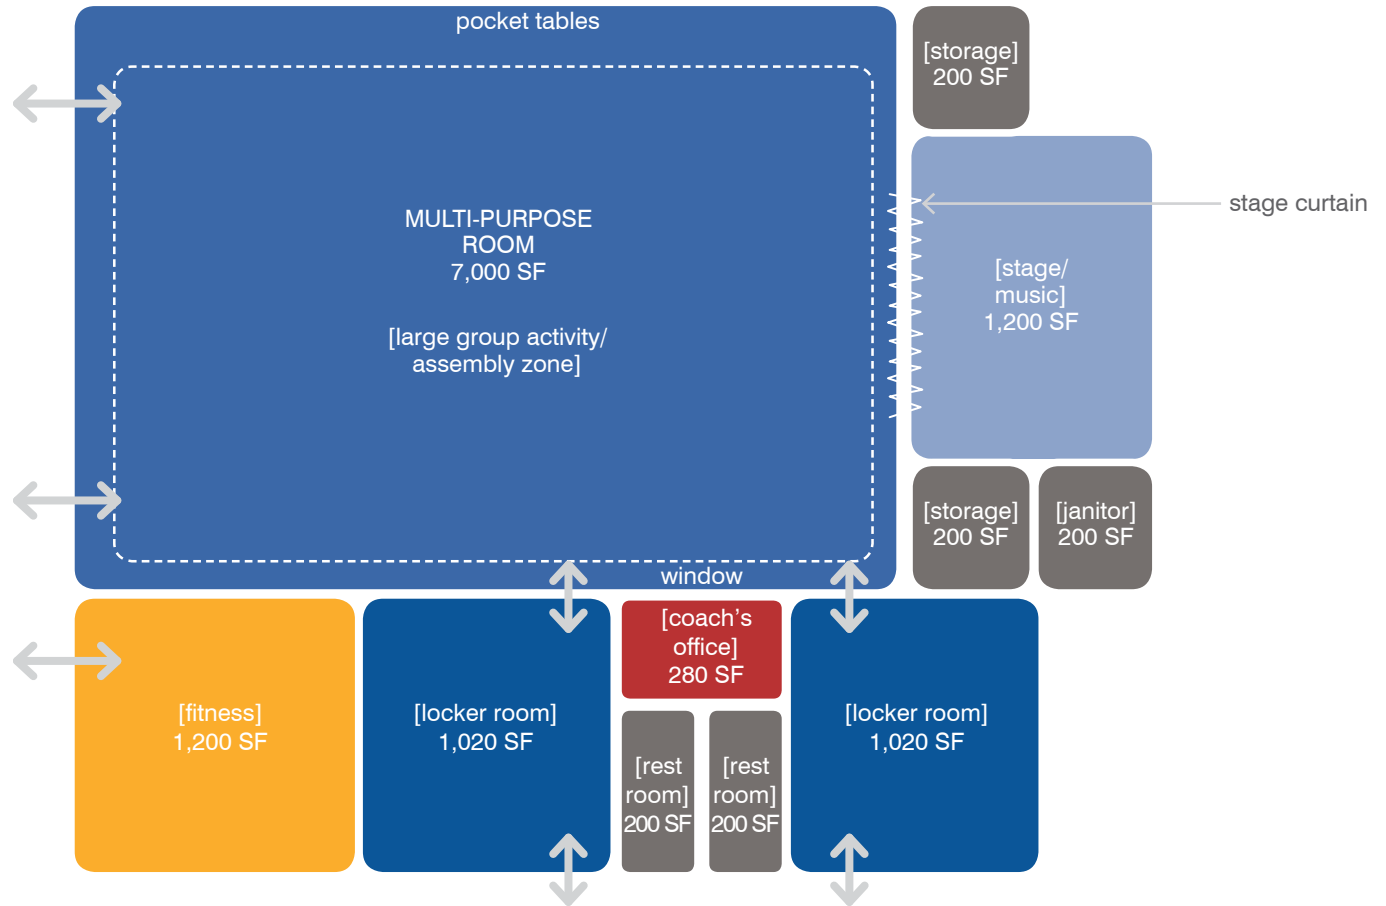 pocket tables
[storage]
200 SF
stage curtain
MULTI-PURPOSE
ROOM
7,000 SF
[large group activity/
assembly zone]
[stage/
music]
1,200 SF
[storage]
200 SF
[janitor]
200 SF
window
[coach’s
office]
280 SF
[fitness]
1,200 SF
[locker room]
1,020 SF
[rest
room]
200 SF
[rest
room]
200 SF
[locker room]
1,020 SF